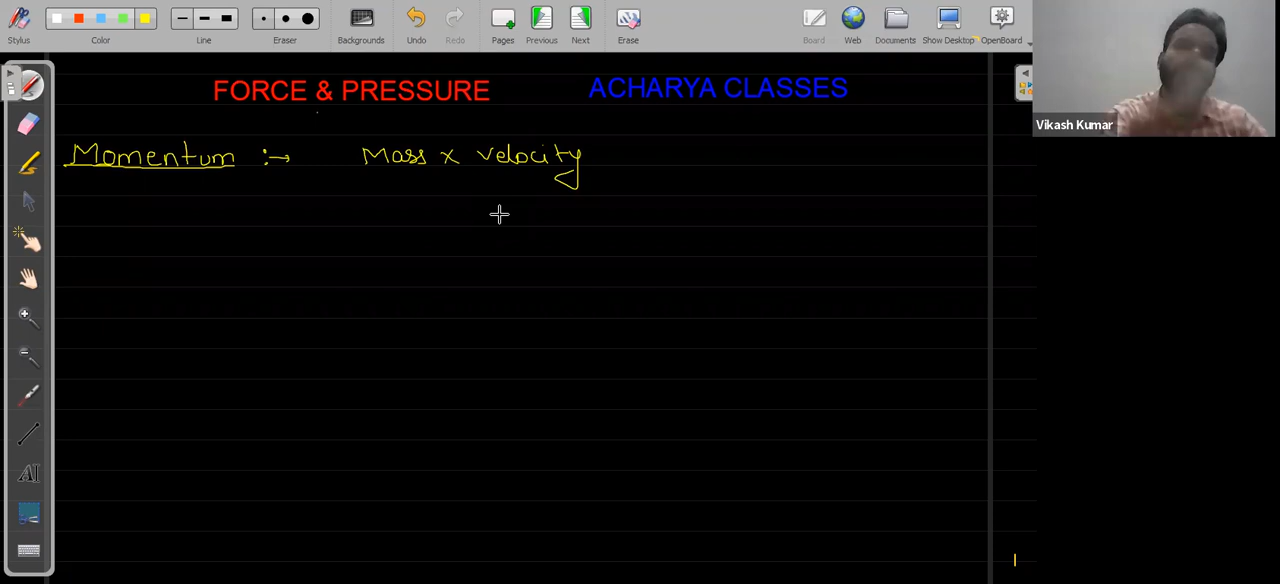 Stylus Color Line Eraser Backgrounds Undo Redo Pages Previous Next Erase Board Web Documents Show Desktop OpenBoard
Vikash Kumar
FORCE & PRESSURE ACHARYA CLASSES
Momentum :→ Mass x velocity